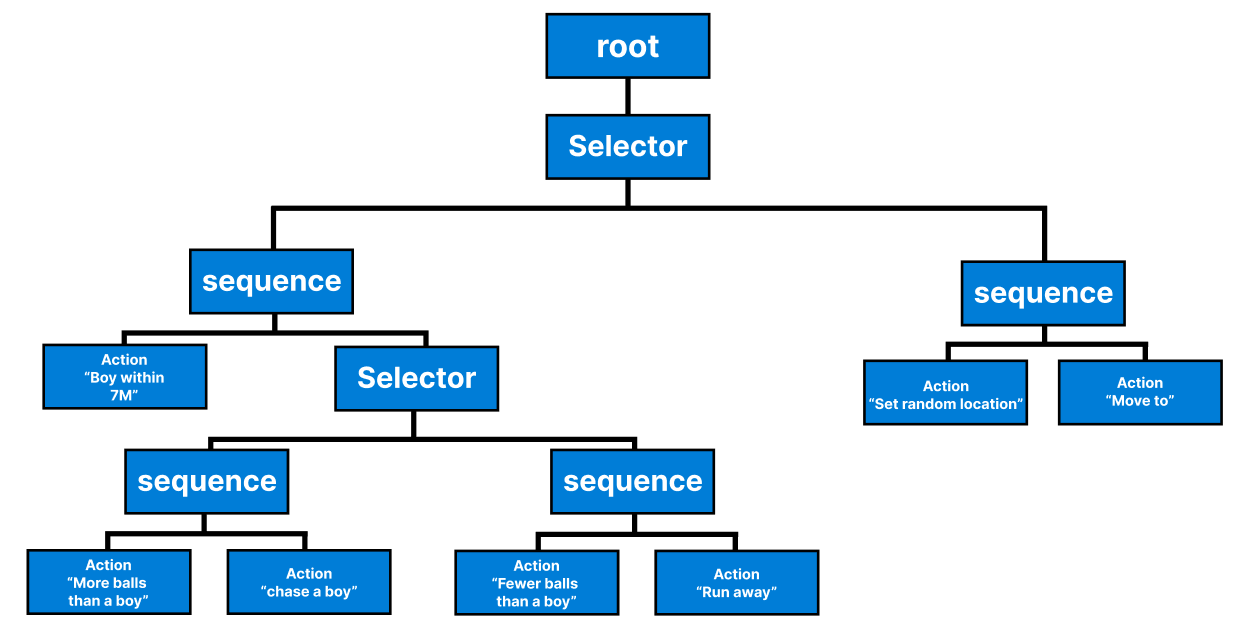 root
Selector
sequence
sequence
Action
“Boy within
7M”
Selector
Action
“Set random location”
Action
“Move to”
sequence
sequence
Action
“More balls
than a boy”
Action
“chase a boy”
Action
“Fewer balls
than a boy”
Action
“Run away”